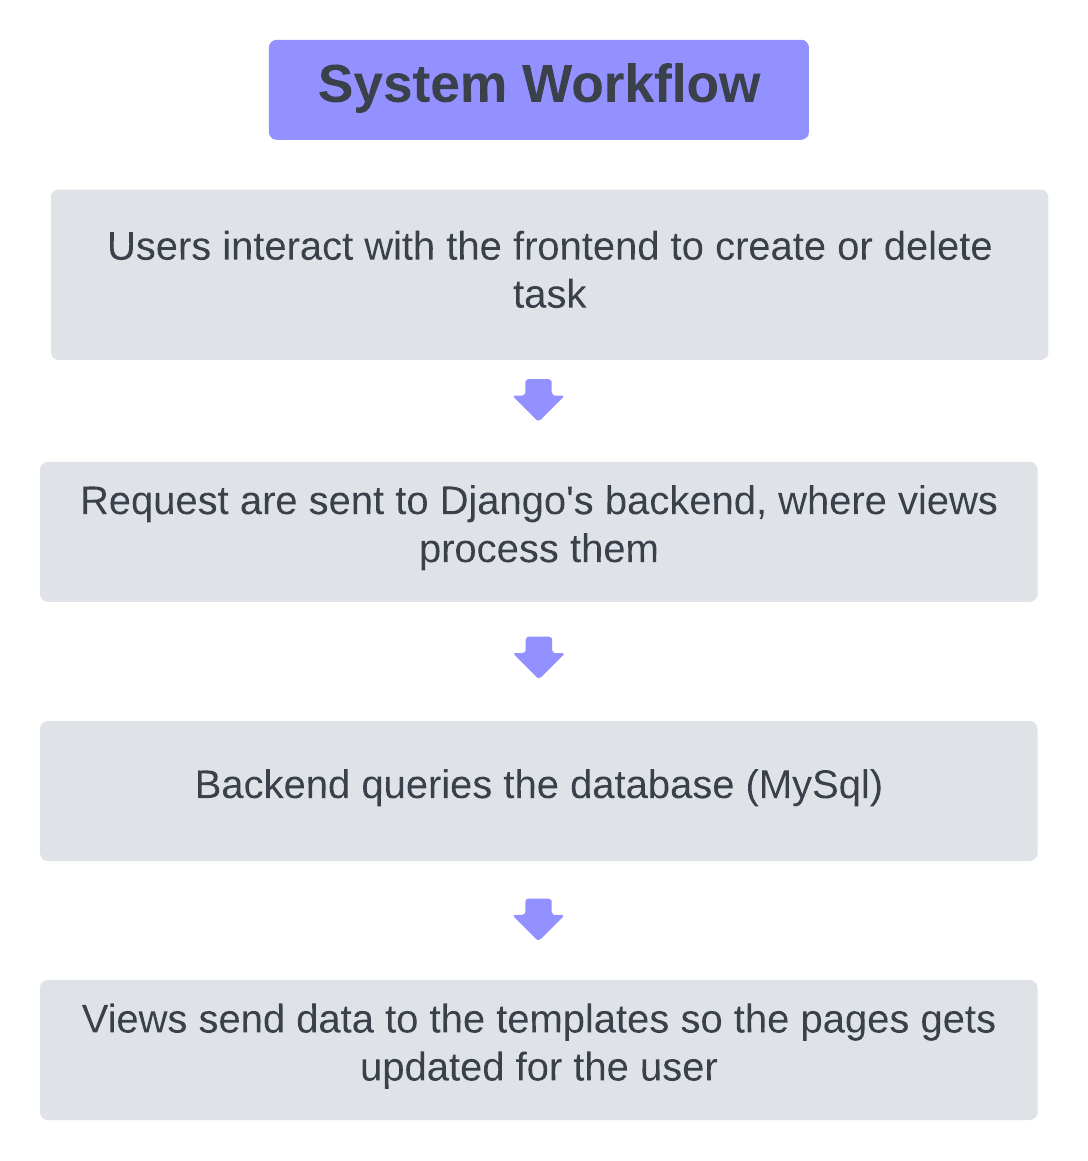 System Workflow
Users interact with the frontend to create or delete
task
Request are sent to Django's backend, where views
process them
Backend queries the database (MySql)
Views send data to the templates so the pages gets
updated for the user